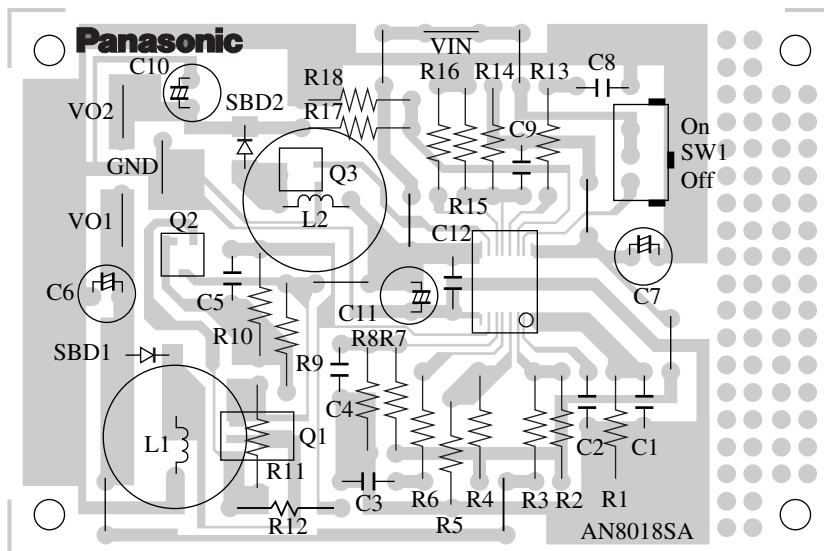 Panasonic
VIN
C10
R18
R16
R14
R13
C8
VO2
SBD2
R17
C9
On
SW1
Off
GND
Q3
VO1
Q2
L2
R15
C12
C6
C5
C11
C7
R10
R8R7
SBD1
R9
C4
L1
Q1
C2
C1
R11
C3
R6
R4
R3
R2
R1
R12
R5
AN8018SA